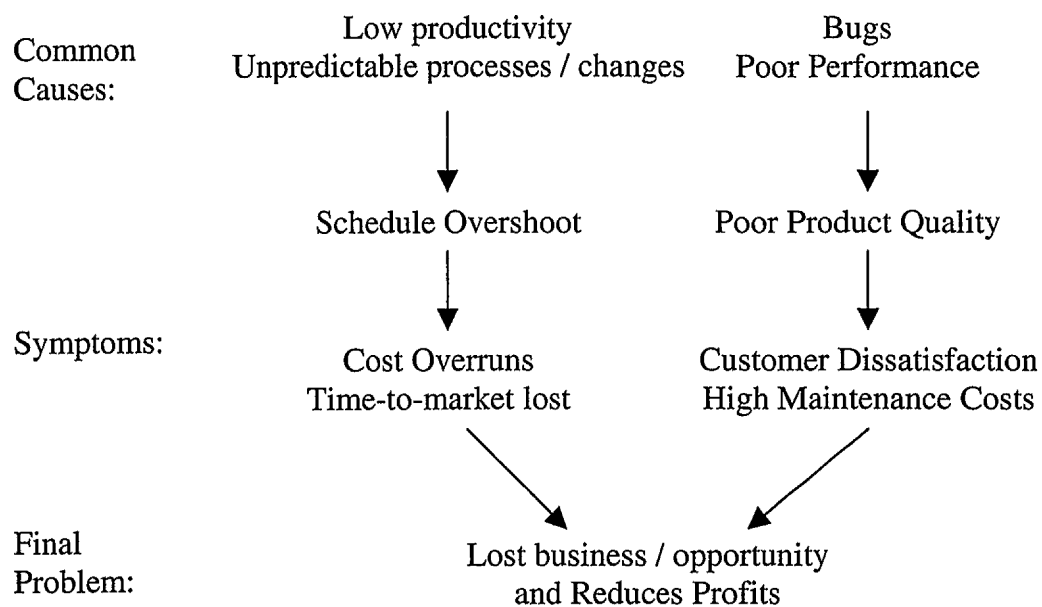 Common
Causes:
Low productivity
Unpredictable processes / changes
Bugs
Poor Performance
Schedule Overshoot
Poor Product Quality
Symptoms:
Cost Overruns
Time-to-market lost
Customer Dissatisfaction
High Maintenance Costs
Final
Problem:
Lost business / opportunity
and Reduces Profits